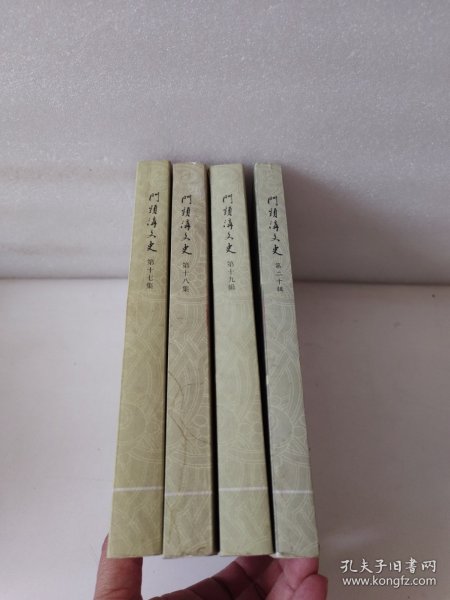 門頭溝文史 第十七集
門頭溝文史 第十八集
門頭溝文史 第十九辑
門頭溝文史 第二十辑
孔夫子旧书网
www.kongfz.com